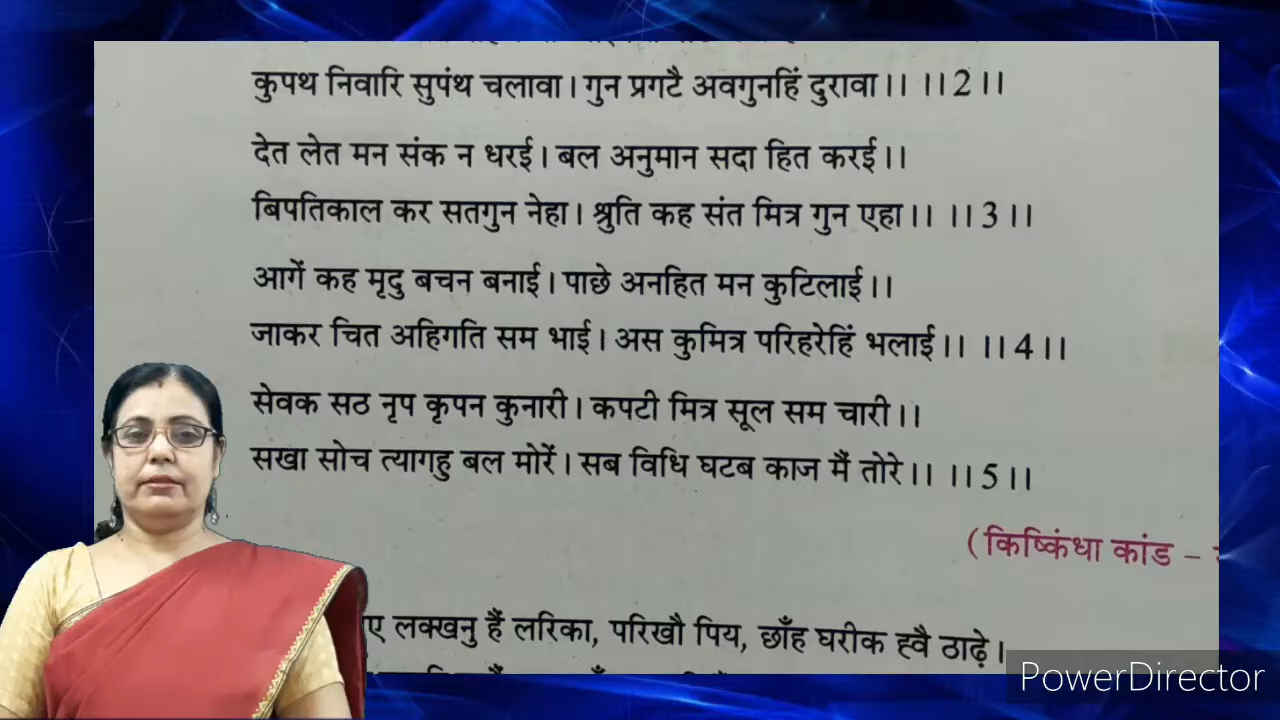 कुपथ निवारि सुपंथ चलावा। गुन प्रगटै अवगुनहिं दुरावा।। ।।2।।
देत लेत मन संक न धरई। बल अनुमान सदा हित करई।।
बिपतिकाल कर सतगुन नेहा। श्रुति कह संत मित्र गुन एहा।। ।।3।।
आगें कह मृदु बचन बनाई। पाछे अनहित मन कुटिलाई।।
जाकर चित अहिगति सम भाई। अस कुमित्र परिहरेहिं भलाई।। ।।4।।
सेवक सठ नृप कृपन कुनारी। कपटी मित्र सूल सम चारी।।
सखा सोच त्यागहु बल मोरें। सब विधि घटब काज मैं तोरे।। ।।5।।
(किष्किंधा कांड –
ए लक्खनु हैं लरिका, परिखौ पिय, छाँह घरीक ह्वै ठाढ़े।
PowerDirector